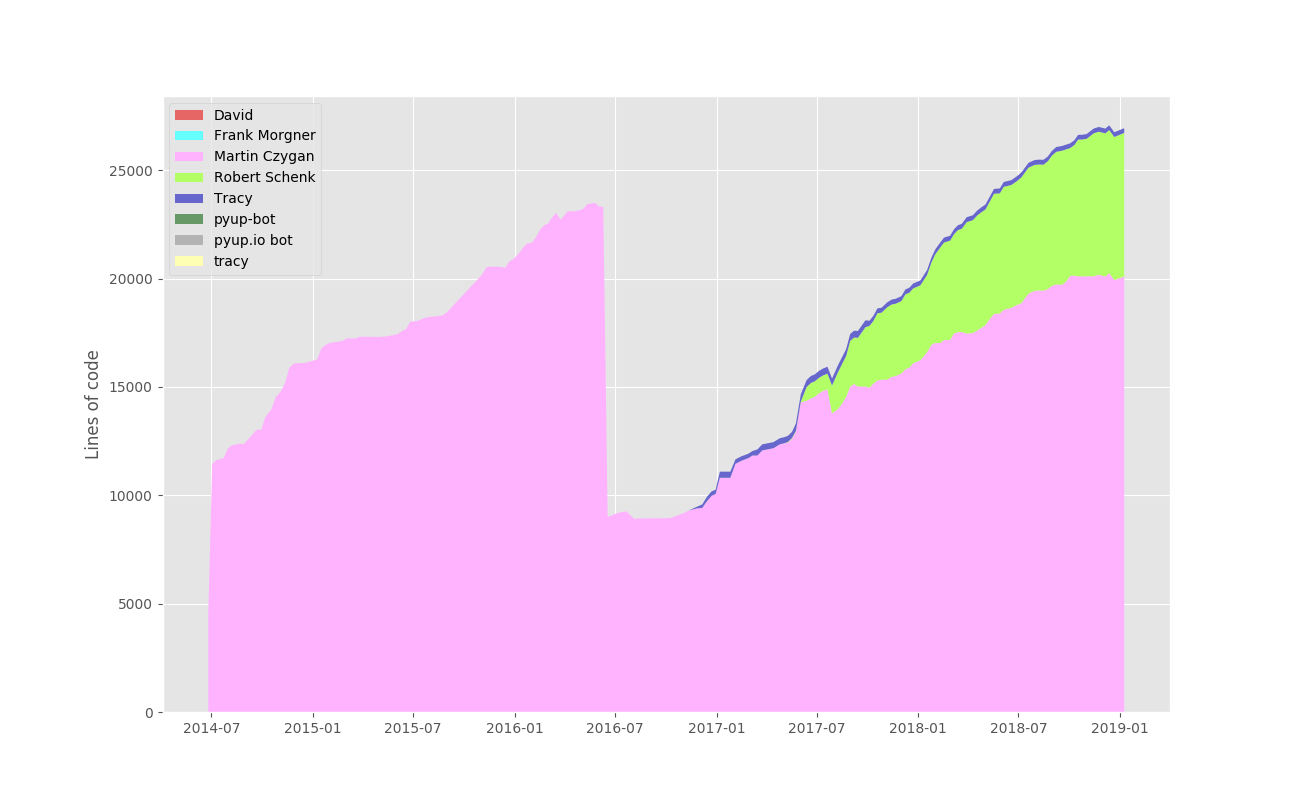 David
Frank Morgner
Martin Czygan
Robert Schenk
Tracy
pyup-bot
pyup.io bot
tracy
Lines of code
25000
20000
15000
10000
5000
0
2014-07
2015-01
2015-07
2016-01
2016-07
2017-01
2017-07
2018-01
2018-07
2019-01